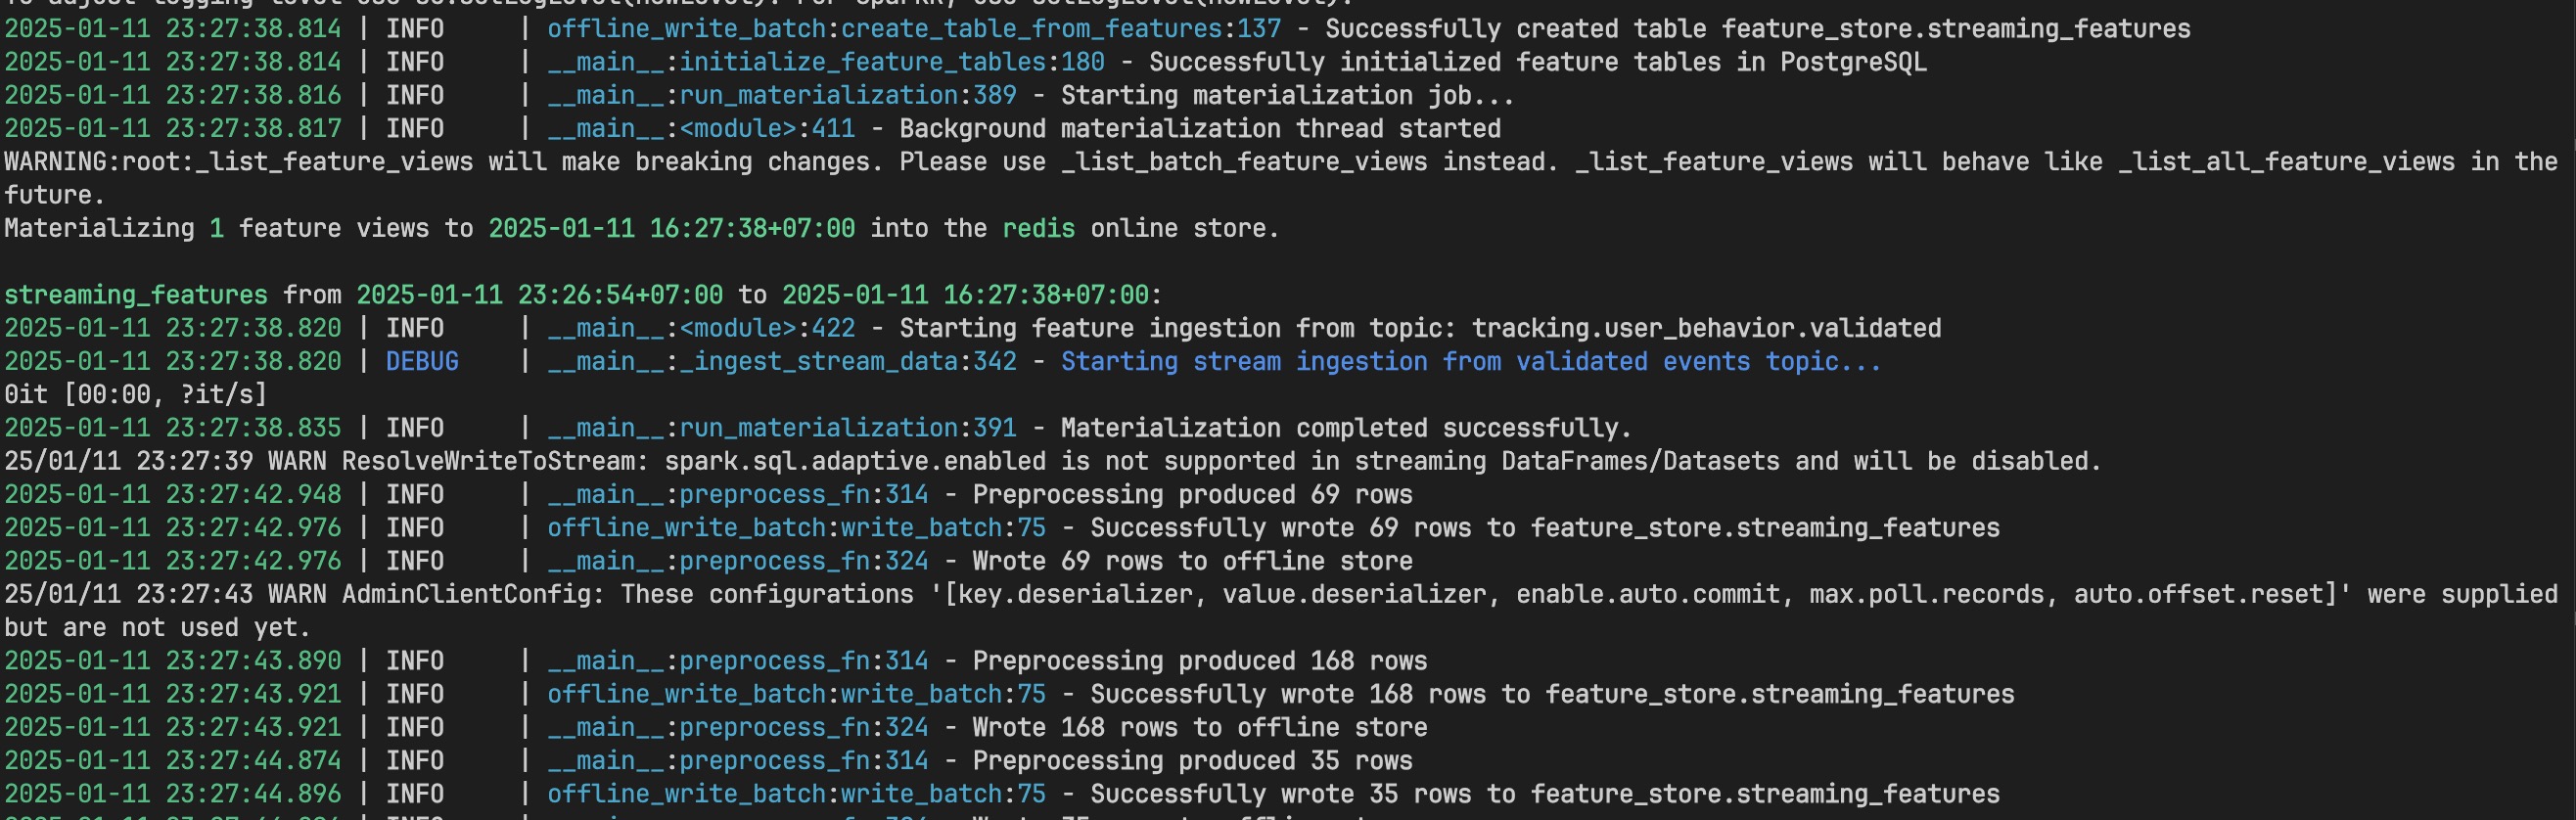 To adjust logging level use sc.setLogLevel(newLevel). For SparkR, use setLogLevel(newLevel).
2025-01-11 23:27:38.814 | INFO     | offline_write_batch:create_table_from_features:137 - Successfully created table feature_store.streaming_features
2025-01-11 23:27:38.814 | INFO     | __main__:initialize_feature_tables:180 - Successfully initialized feature tables in PostgreSQL
2025-01-11 23:27:38.816 | INFO     | __main__:run_materialization:389 - Starting materialization job...
2025-01-11 23:27:38.817 | INFO     | __main__:<module>:411 - Background materialization thread started
WARNING:root:_list_feature_views will make breaking changes. Please use _list_batch_feature_views instead. _list_feature_views will behave like _list_all_feature_views in the
future.
Materializing 1 feature views to 2025-01-11 16:27:38+07:00 into the redis online store.
streaming_features from 2025-01-11 23:26:54+07:00 to 2025-01-11 16:27:38+07:00:
2025-01-11 23:27:38.820 | INFO     | __main__:<module>:422 - Starting feature ingestion from topic: tracking.user_behavior.validated
2025-01-11 23:27:38.820 | DEBUG    | __main__:_ingest_stream_data:342 - Starting stream ingestion from validated events topic...
0it [00:00, ?it/s]
2025-01-11 23:27:38.835 | INFO     | __main__:run_materialization:391 - Materialization completed successfully.
25/01/11 23:27:39 WARN ResolveWriteToStream: spark.sql.adaptive.enabled is not supported in streaming DataFrames/Datasets and will be disabled.
2025-01-11 23:27:42.948 | INFO     | __main__:preprocess_fn:314 - Preprocessing produced 69 rows
2025-01-11 23:27:42.976 | INFO     | offline_write_batch:write_batch:75 - Successfully wrote 69 rows to feature_store.streaming_features
2025-01-11 23:27:42.976 | INFO     | __main__:preprocess_fn:324 - Wrote 69 rows to offline store
25/01/11 23:27:43 WARN AdminClientConfig: These configurations '[key.deserializer, value.deserializer, enable.auto.commit, max.poll.records, auto.offset.reset]' were supplied
but are not used yet.
2025-01-11 23:27:43.890 | INFO     | __main__:preprocess_fn:314 - Preprocessing produced 168 rows
2025-01-11 23:27:43.921 | INFO     | offline_write_batch:write_batch:75 - Successfully wrote 168 rows to feature_store.streaming_features
2025-01-11 23:27:43.921 | INFO     | __main__:preprocess_fn:324 - Wrote 168 rows to offline store
2025-01-11 23:27:44.874 | INFO     | __main__:preprocess_fn:314 - Preprocessing produced 35 rows
2025-01-11 23:27:44.896 | INFO     | offline_write_batch:write_batch:75 - Successfully wrote 35 rows to feature_store.streaming_features